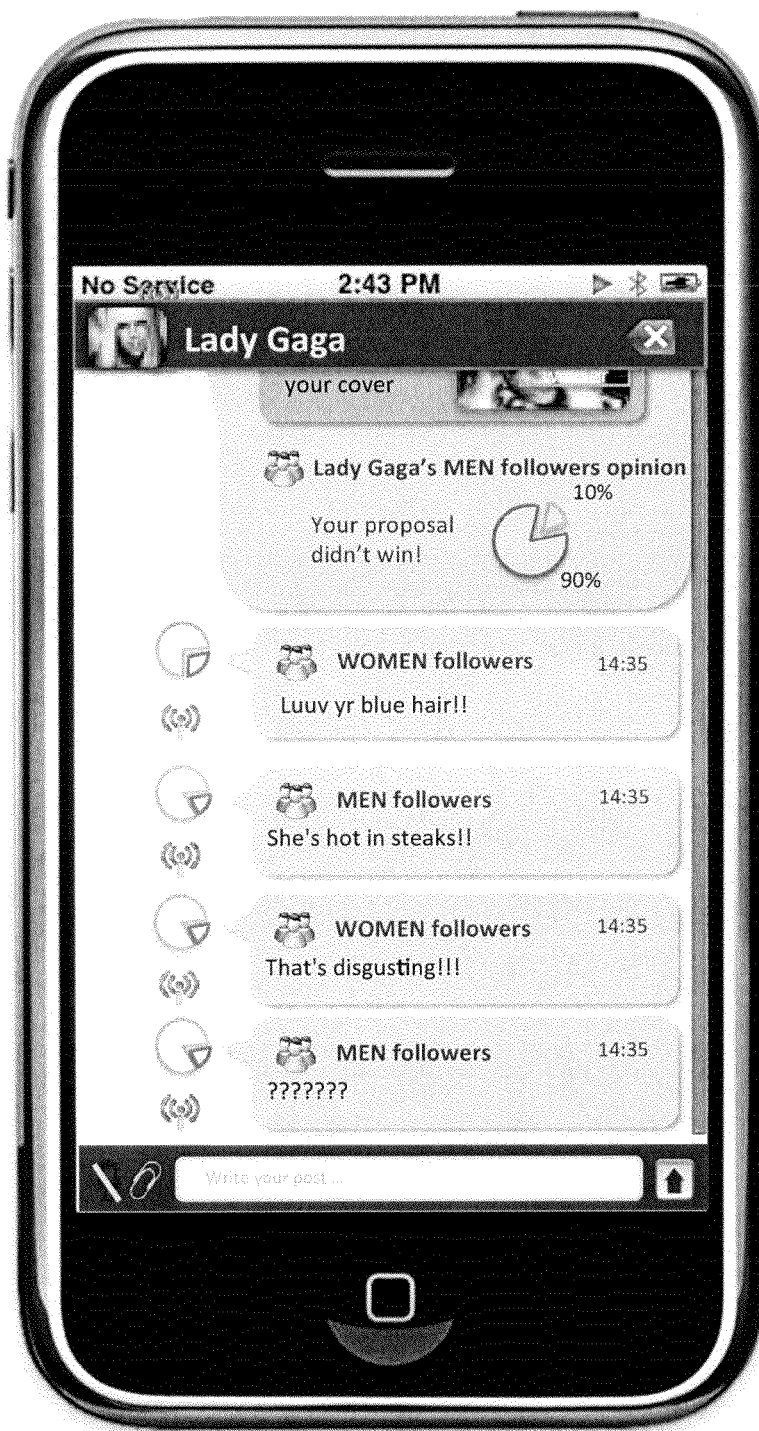 No Service 2:43 PM
Lady Gaga
your cover
Lady Gaga's MEN followers opinion
10%
Your proposal
didn't win!
90%
WOMEN followers 14:35
Luuv yr blue hair!!
MEN followers 14:35
She's hot in steaks!!
WOMEN followers 14:35
That's disgusting!!!
MEN followers 14:35
???????
Write your post ...